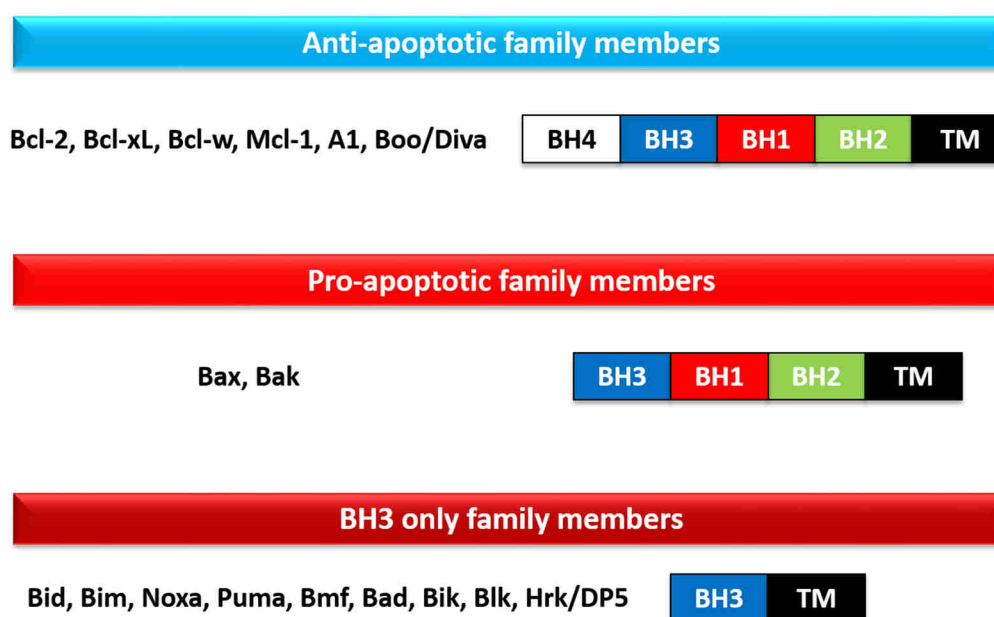 Anti-apoptotic family members
Bcl-2, Bcl-xL, Bcl-w, Mcl-1, A1, Boo/Diva BH4 BH3 BH1 BH2 TM
Pro-apoptotic family members
Bax, Bak BH3 BH1 BH2 TM
BH3 only family members
Bid, Bim, Noxa, Puma, Bmf, Bad, Bik, Blk, Hrk/DP5 BH3 TM